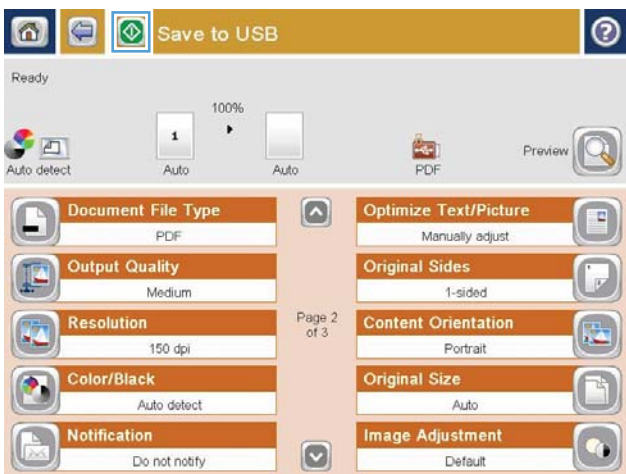 Save to USB
?
Ready
100%
1
Auto detect
Auto
Auto
PDF
Preview
Document File Type
PDF
Optimize Text/Picture
Manually adjust
Output Quality
Medium
Original Sides
1-sided
Resolution
150 dpi
Page 2
of 3
Content Orientation
Portrait
Color/Black
Auto detect
Original Size
Auto
Notification
Do not notify
Image Adjustment
Default